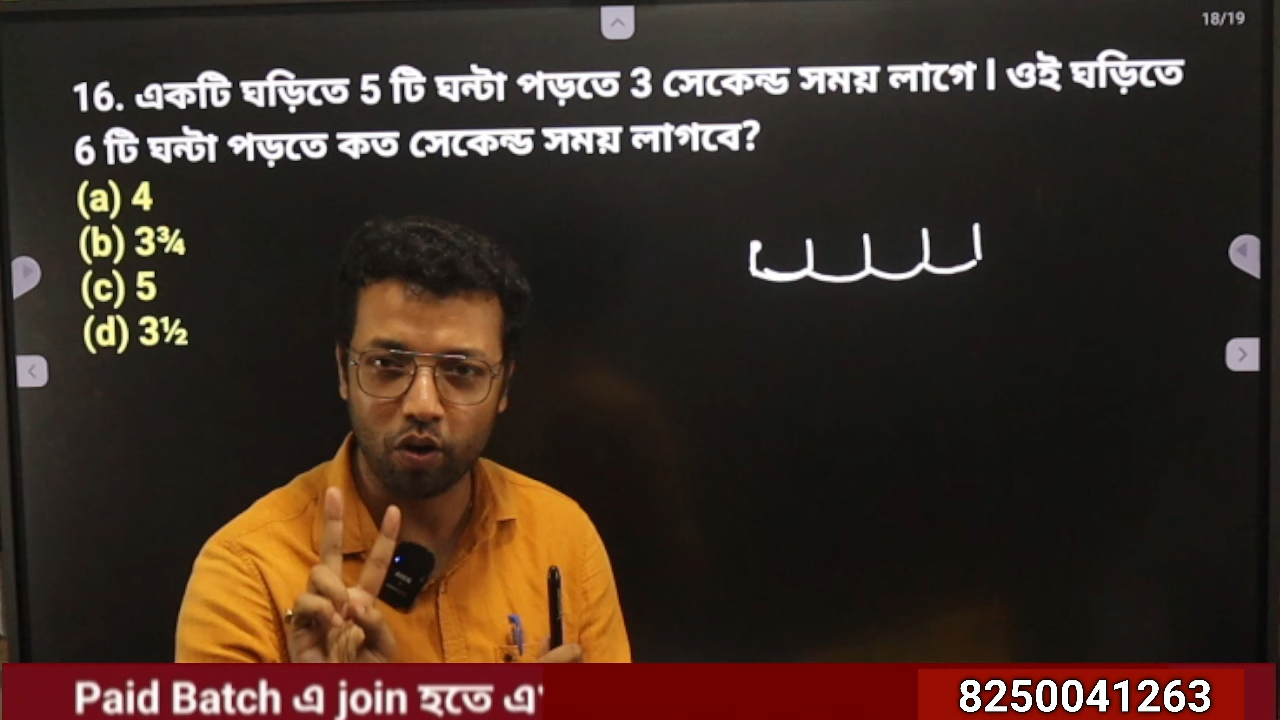 18/19
16. একটি ঘড়িতে 5 টি ঘন্টা পড়তে 3 সেকেন্ড সময় লাগে। ওই ঘড়িতে
6 টি ঘন্টা পড়তে কত সেকেন্ড সময় লাগবে?
(a) 4
(b) 3¾
(c) 5
(d) 3½
Paid Batch এ join হতে এ
8250041263